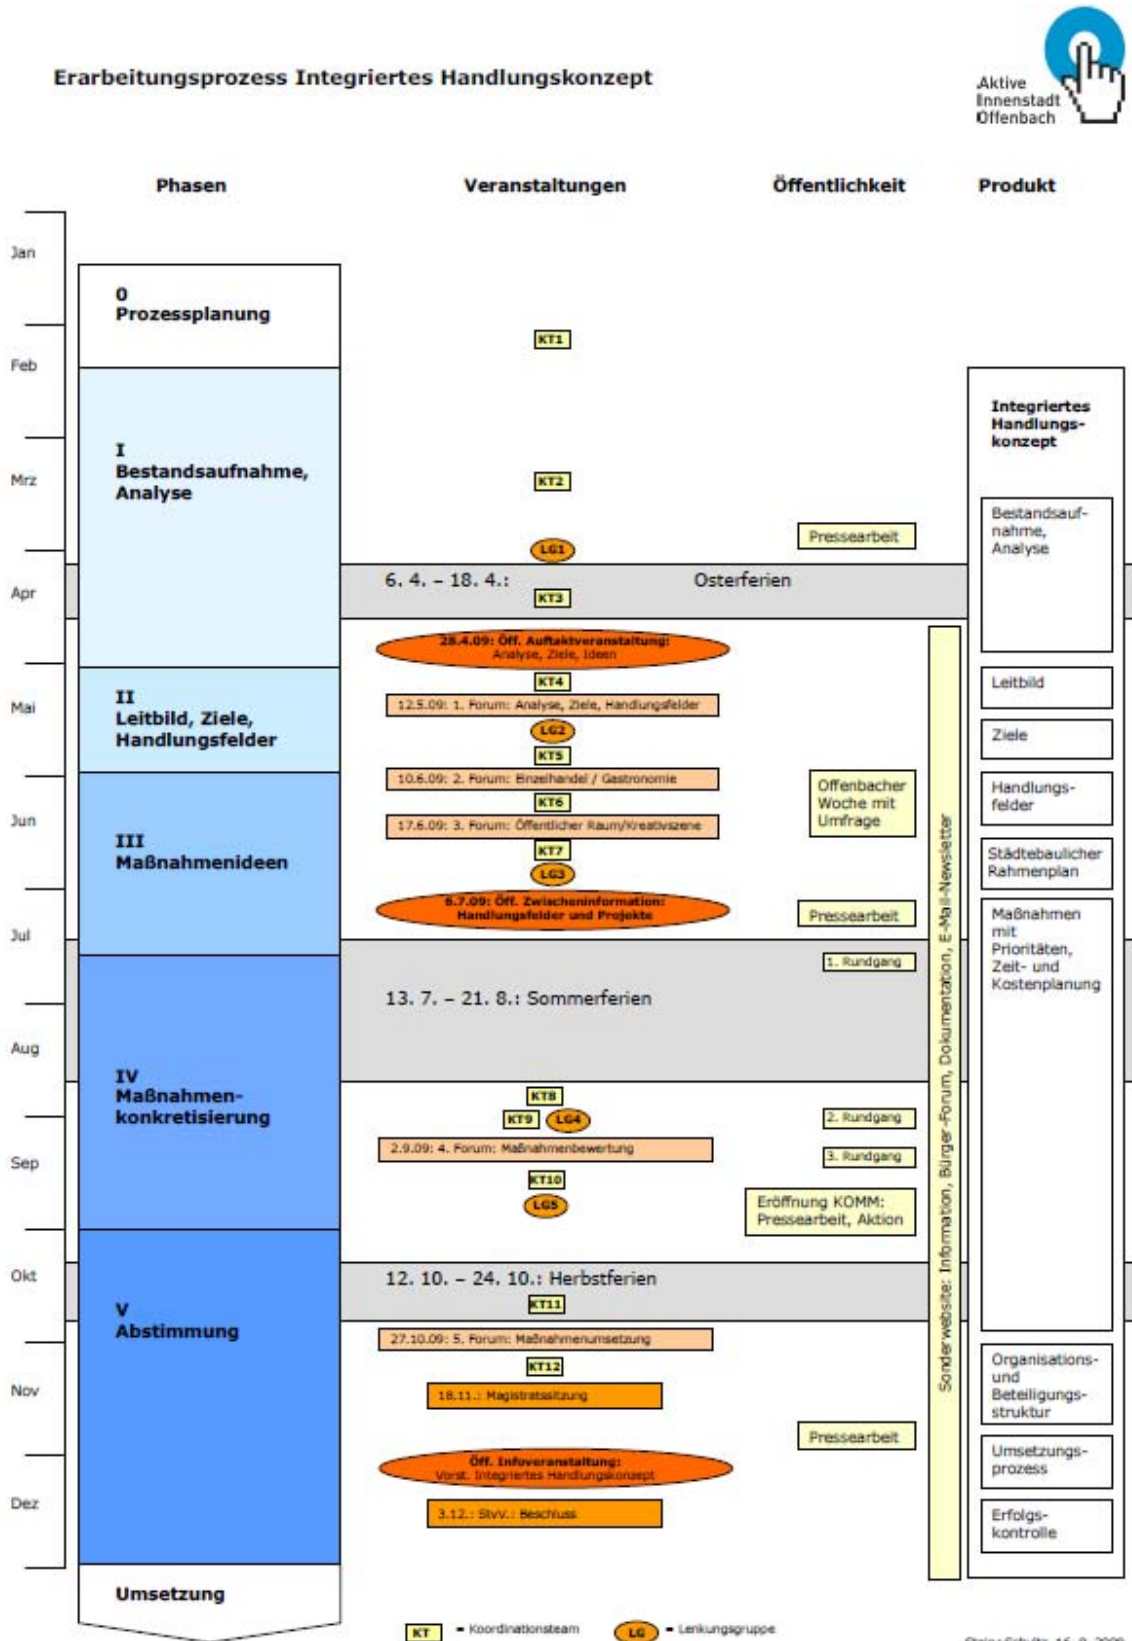 Erarbeitungsprozess Integriertes Handlungskonzept
Aktive
Innenstadt
Offenbach
Phasen
Veranstaltungen
Öffentlichkeit
Produkt
Jan
Feb
Mrz
Apr
Mai
Jun
Jul
Aug
Sep
Okt
Nov
Dez
0
Prozessplanung
I
Bestandsaufnahme,
Analyse
II
Leitbild, Ziele,
Handlungsfelder
III
Maßnahmenideen
IV
Maßnahmen-
konkretisierung
V
Abstimmung
Umsetzung
KT1
KT2
LG1
6. 4. – 18. 4.: Osterferien
KT3
28.4.09: Öff. Auftaktveranstaltung:
Analyse, Ziele, Ideen
KT4
12.5.09: 1. Forum: Analyse, Ziele, Handlungsfelder
LG2
KT5
10.6.09: 2. Forum: Einzelhandel / Gastronomie
KT6
17.6.09: 3. Forum: Öffentlicher Raum/Kreativszene
KT7
LG3
6.7.09: Öff. Zwischeninformation:
Handlungsfelder und Projekte
13. 7. – 21. 8.: Sommerferien
KT8
KT9 LG4
2.9.09: 4. Forum: Maßnahmenbewertung
KT10
LG5
12. 10. – 24. 10.: Herbstferien
KT11
27.10.09: 5. Forum: Maßnahmenumsetzung
KT12
18.11.: Magistratssitzung
Öff. Infoveranstaltung:
Vorst. Integriertes Handlungskonzept
3.12.: StvV.: Beschluss
Pressearbeit
Offenbacher
Woche mit
Umfrage
Pressearbeit
1. Rundgang
2. Rundgang
3. Rundgang
Eröffnung KOMM:
Pressearbeit, Aktion
Pressearbeit
Sonderwebsite: Information, Bürger-Forum, Dokumentation, E-Mail-Newsletter
Integriertes
Handlungs-
konzept
Bestandsauf-
nahme,
Analyse
Leitbild
Ziele
Handlungs-
felder
Städtebaulicher
Rahmenplan
Maßnahmen
mit
Prioritäten,
Zeit- und
Kostenplanung
Organisations-
und
Beteiligungs-
struktur
Umsetzungs-
prozess
Erfolgs-
kontrolle
KT = Koordinationsteam
LG = Lenkungsgruppe